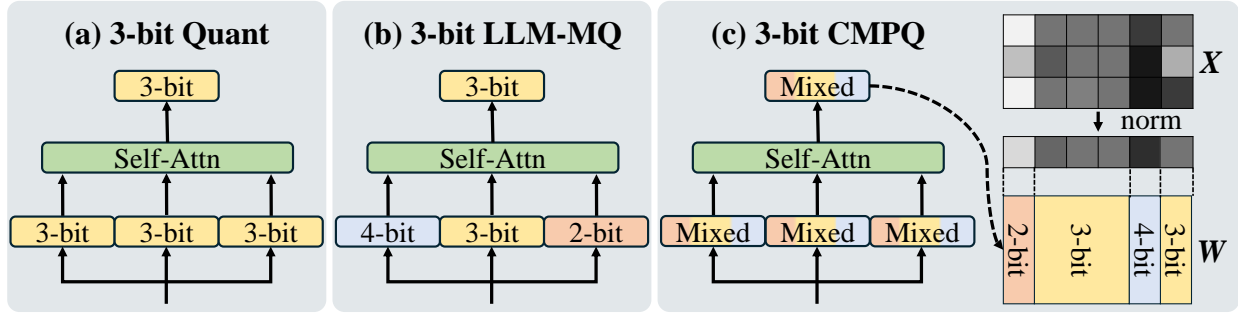 (a) 3-bit Quant
3-bit
Self-Attn
3-bit 3-bit 3-bit
(b) 3-bit LLM-MQ
3-bit
Self-Attn
4-bit 3-bit 2-bit
(c) 3-bit CMPQ
Mixed
Self-Attn
Mixed Mixed Mixed
X
norm
2-bit 3-bit 4-bit 3-bit
W